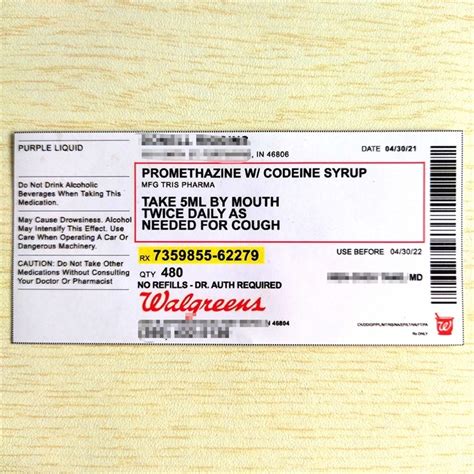 PURPLE LIQUID
Do Not Drink Alcoholic
Beverages When Taking This
Medication.
May Cause Drowsiness. Alcohol
May Intensify This Effect. Use
Care When Operating A Car Or
Dangerous Machinery.
CAUTION: Do Not Take Other
Medications Without Consulting
Your Doctor Or Pharmacist
, IN 46806
DATE 04/30/21
PROMETHAZINE W/ CODEINE SYRUP
MFG TRIS PHARMA
TAKE 5ML BY MOUTH
TWICE DAILY AS
NEEDED FOR COUGH
RX 7359855-62279
USE BEFORE 04/30/22
QTY 480
MD
NO REFILLS - DR. AUTH REQUIRED
Walgreens
IN 46804
W
Rx ONLY